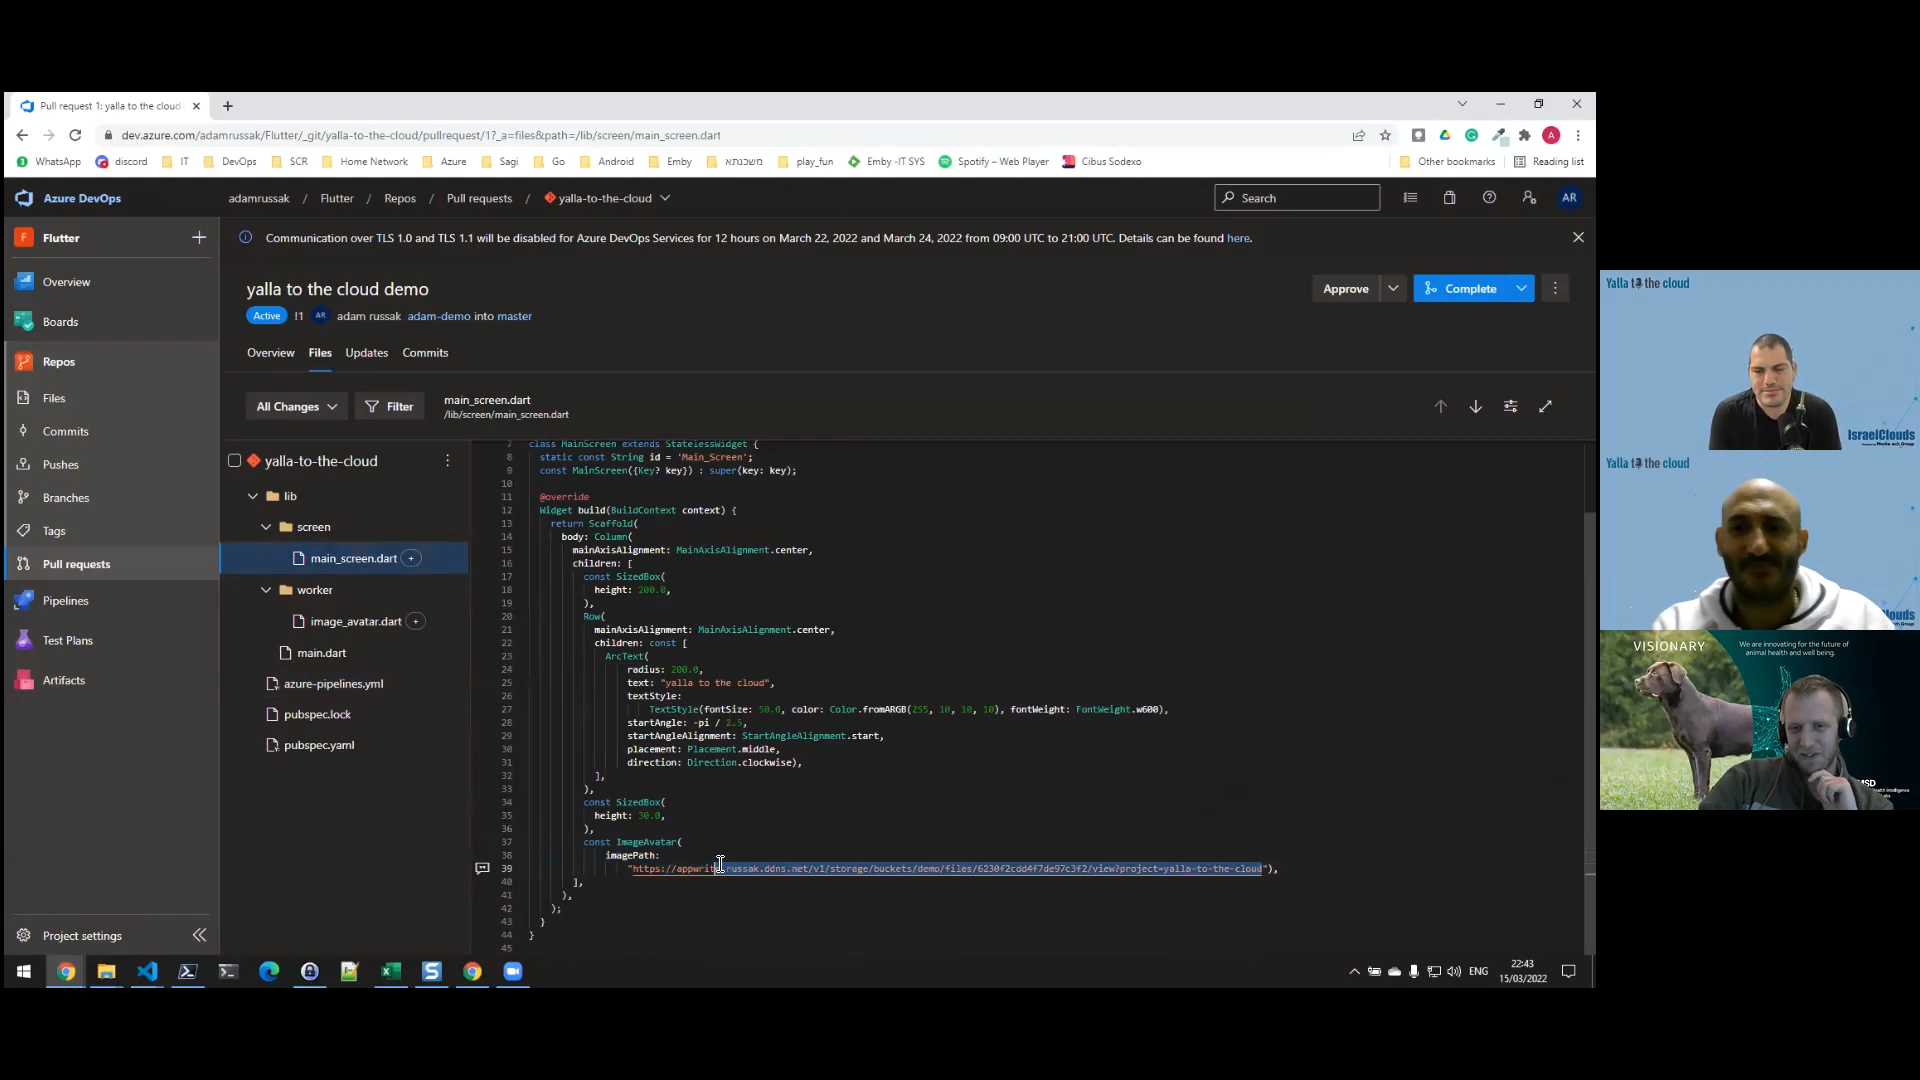 Pull request 1: yalla to the cloud
dev.azure.com/adamrussak/Flutter/_git/yalla-to-the-cloud/pullrequest/1?_a=files&path=/lib/screen/main_screen.dart
WhatsApp discord IT DevOps SCR Home Network Azure Sagi Go Android Emby משכנתא play_fun Emby -IT SYS Spotify – Web Player Cibus Sodexo Other bookmarks Reading list
Azure DevOps
adamrussak / Flutter / Repos / Pull requests / yalla-to-the-cloud
Search
AR
F Flutter
Communication over TLS 1.0 and TLS 1.1 will be disabled for Azure DevOps Services for 12 hours on March 22, 2022 and March 24, 2022 from 09:00 UTC to 21:00 UTC. Details can be found here.
Overview
Boards
Repos
Files
Commits
Pushes
Branches
Tags
Pull requests
Pipelines
Test Plans
Artifacts
Project settings
yalla to the cloud demo
Approve
Complete
Active !1 AR adam russak adam-demo into master
Overview Files Updates Commits
All Changes
Filter
main_screen.dart
/lib/screen/main_screen.dart
yalla-to-the-cloud
lib
screen
main_screen.dart
worker
image_avatar.dart
main.dart
azure-pipelines.yml
pubspec.lock
pubspec.yaml
7 class MainScreen extends StatelessWidget {
8 static const String id = 'Main_Screen';
9 const MainScreen({Key? key}) : super(key: key);
10
11 @override
12 Widget build(BuildContext context) {
13 return Scaffold(
14 body: Column(
15 mainAxisAlignment: MainAxisAlignment.center,
16 children: [
17 const SizedBox(
18 height: 200.0,
19 ),
20 Row(
21 mainAxisAlignment: MainAxisAlignment.center,
22 children: const [
23 ArcText(
24 radius: 200.0,
25 text: "yalla to the cloud",
26 textStyle:
27 TextStyle(fontSize: 50.0, color: Color.fromARGB(255, 10, 10, 10), fontWeight: FontWeight.w600),
28 startAngle: -pi / 2.5,
29 startAngleAlignment: StartAngleAlignment.start,
30 placement: Placement.middle,
31 direction: Direction.clockwise),
32 ],
33 ),
34 const SizedBox(
35 height: 30.0,
36 ),
37 const ImageAvatar(
38 imagePath:
39 "https://appwrite.russak.ddns.net/v1/storage/buckets/demo/files/6230f2cdd4f7de97c3f2/view?project=yalla-to-the-cloud"),
40 ],
41 ),
42 );
43 }
44 }
45
ENG
22:43
15/03/2022
Yalla to the cloud
IsraelClouds
Yalla to the cloud
VISIONARY
We are innovating for the future of
animal health and well being.
MSD